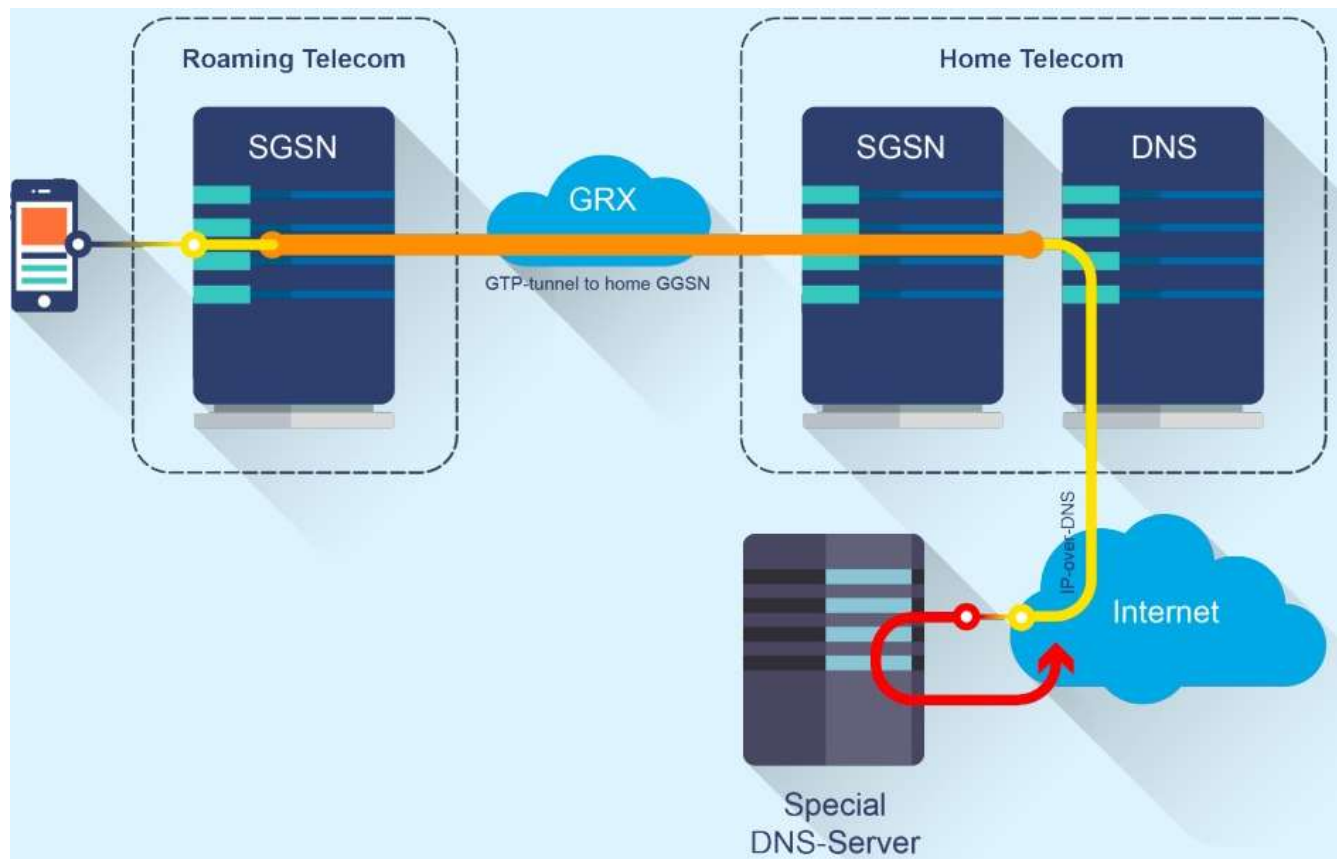 Roaming Telecom
Home Telecom
SGSN
SGSN
DNS
GRX
GTP-tunnel to home GGSN
IP-over-DNS
Internet
Special
DNS-Server